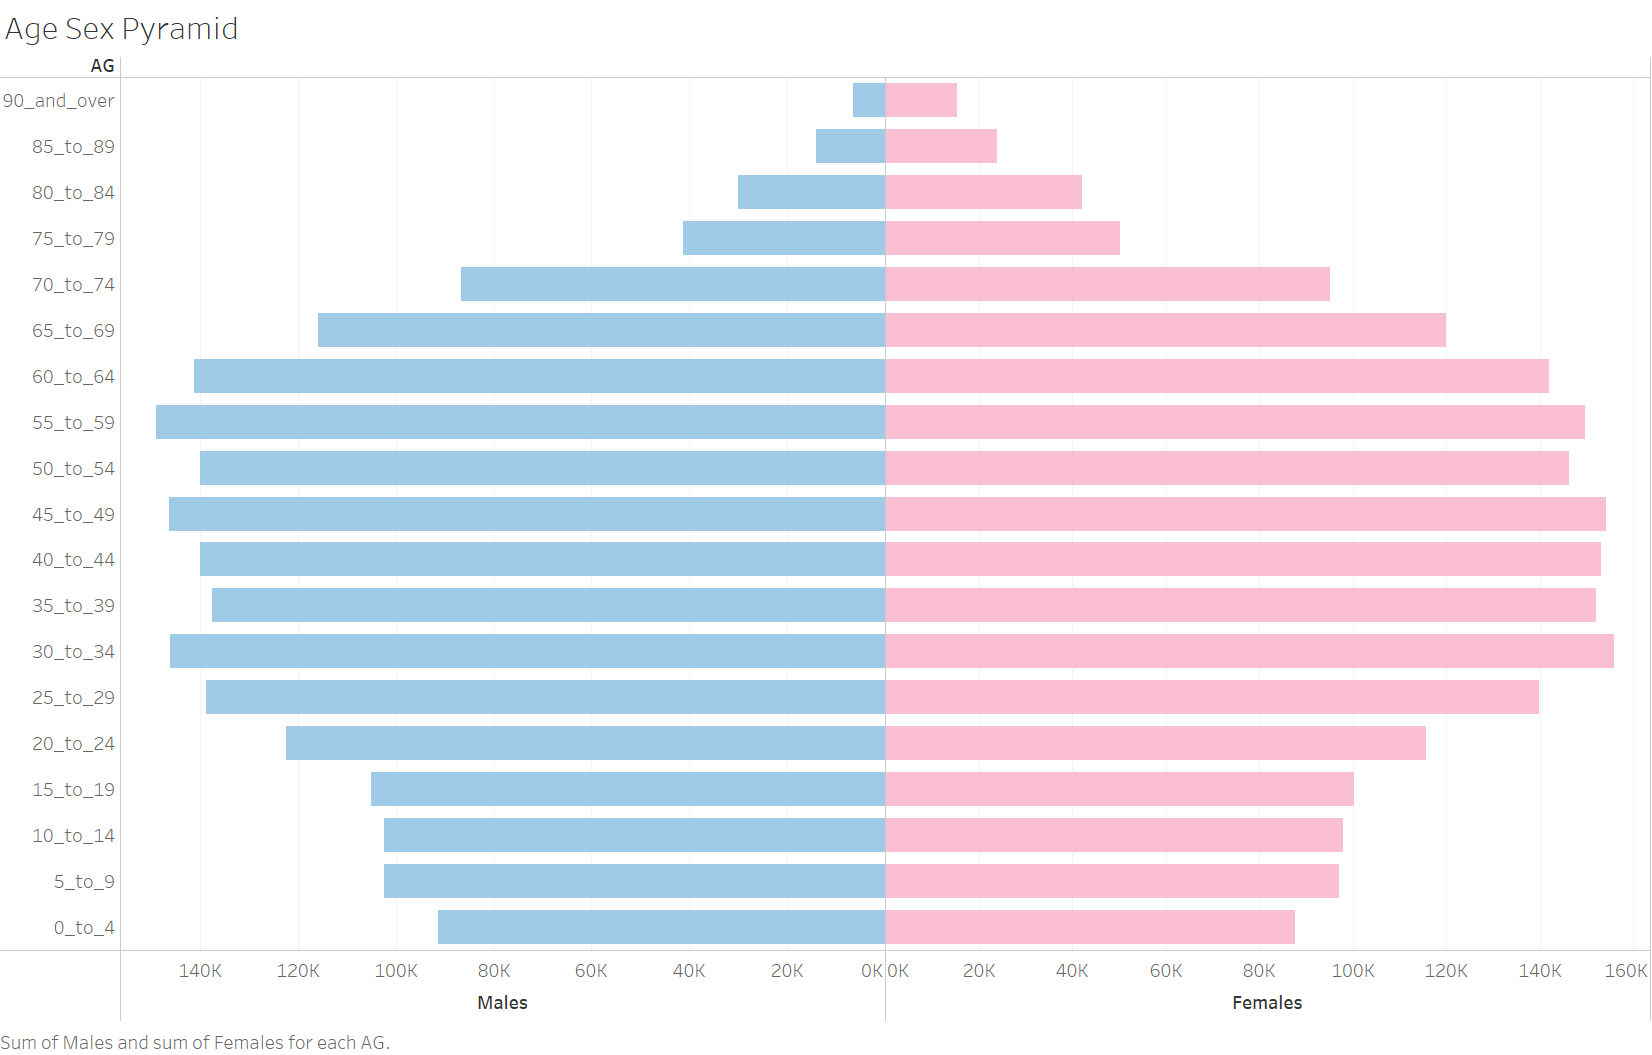 Age Sex Pyramid
AG
90_and_over
85_to_89
80_to_84
75_to_79
70_to_74
65_to_69
60_to_64
55_to_59
50_to_54
45_to_49
40_to_44
35_to_39
30_to_34
25_to_29
20_to_24
15_to_19
10_to_14
5_to_9
0_to_4
140K 120K 100K 80K 60K 40K 20K 0K 0K 20K 40K 60K 80K 100K 120K 140K 160K
Males Females
Sum of Males and sum of Females for each AG.